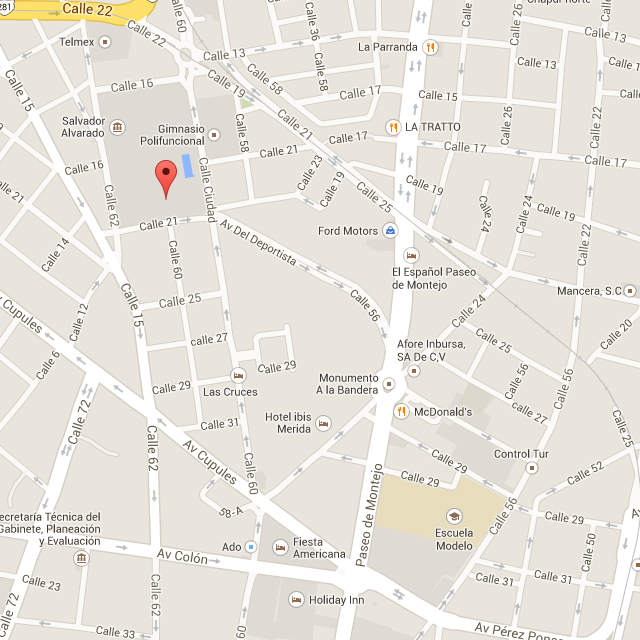 281
Calle 22
Calle 60
Calle 36
Calle 26
Chapur norte
Telmex
Calle 22
Calle 13
La Parranda
Calle 28
Calle 13
Calle 16
Calle 19
Calle 58
Calle 58
Calle 17
Calle 15
Calle 22
Calle 15
Salvador
Alvarado
Gimnasio
Polifuncional
Calle 58
Calle 21
Calle 17
LA TRATTO
Calle 26
Calle 17
Calle 16
Calle 21
Calle 23
Calle 19
Calle 19
Calle Ciudad
Calle 62
Calle 21
Calle 21
Calle 25
Calle 24
Calle 24
Calle 19
Av Del Deportista
Ford Motors
Calle 14
Calle 60
El Español Paseo
de Montejo
Calle 12
Calle 15
Calle 25
Calle 56
Calle 24
Mancera, S.C
Av Cupules
Calle 6
calle 27
Afore Inbursa,
SA De C,V
Calle 25
Calle 20
Calle 29
Calle 56
Calle 56
Calle 72
Calle 29
Las Cruces
Monumento
A la Bandera
McDonald's
calle 27
Calle 25
Calle 31
Hotel ibis
Merida
Calle 62
Av Cupules
Calle 60
Calle 29
Control Tur
Calle 52
Calle 29
58-A
Paseo de Montejo
Calle 56
Calle 29
Secretaría Técnica del
Gabinete, Planeación
y Evaluación
Escuela
Modelo
Calle 50
Av Colón
Ado
Fiesta
Americana
Calle 23
Calle 72
Calle 62
Calle 60
Holiday Inn
Calle 31
Calle 31
Calle 33
Av Pérez Ponce